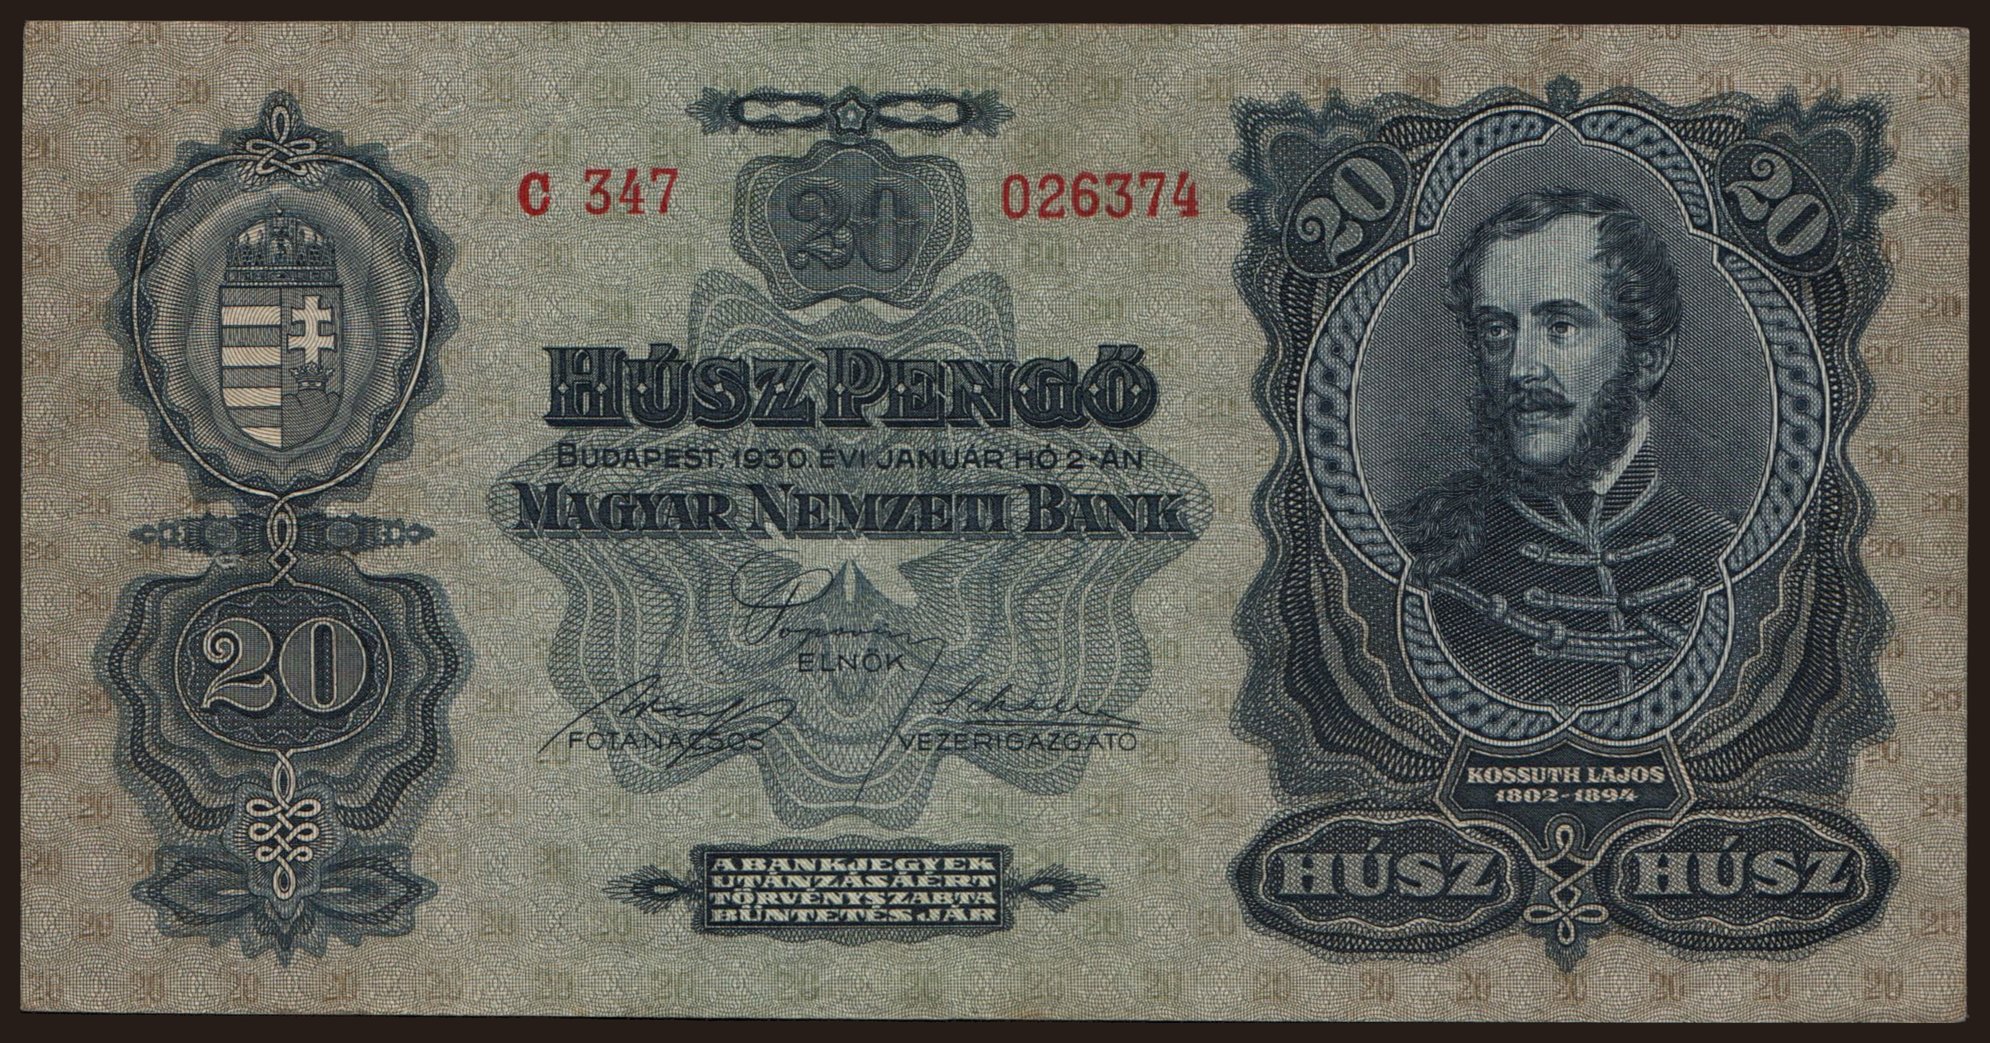 20
20
20
C 347
026374
20
HÚSZ PENGŐ
BUDAPEST, 1930. ÉVI JANUÁR HÓ 2-ÁN
MAGYAR NEMZETI BANK
ELNÖK
FŐTANÁCSOS
VEZÉRIGAZGATÓ
20
KOSSUTH LAJOS
1802-1894
HÚSZ
HÚSZ
A BANKJEGYEK
UTÁNZÁSÁÉRT
TÖRVÉNYSZABTA
BÜNTETÉS JÁR